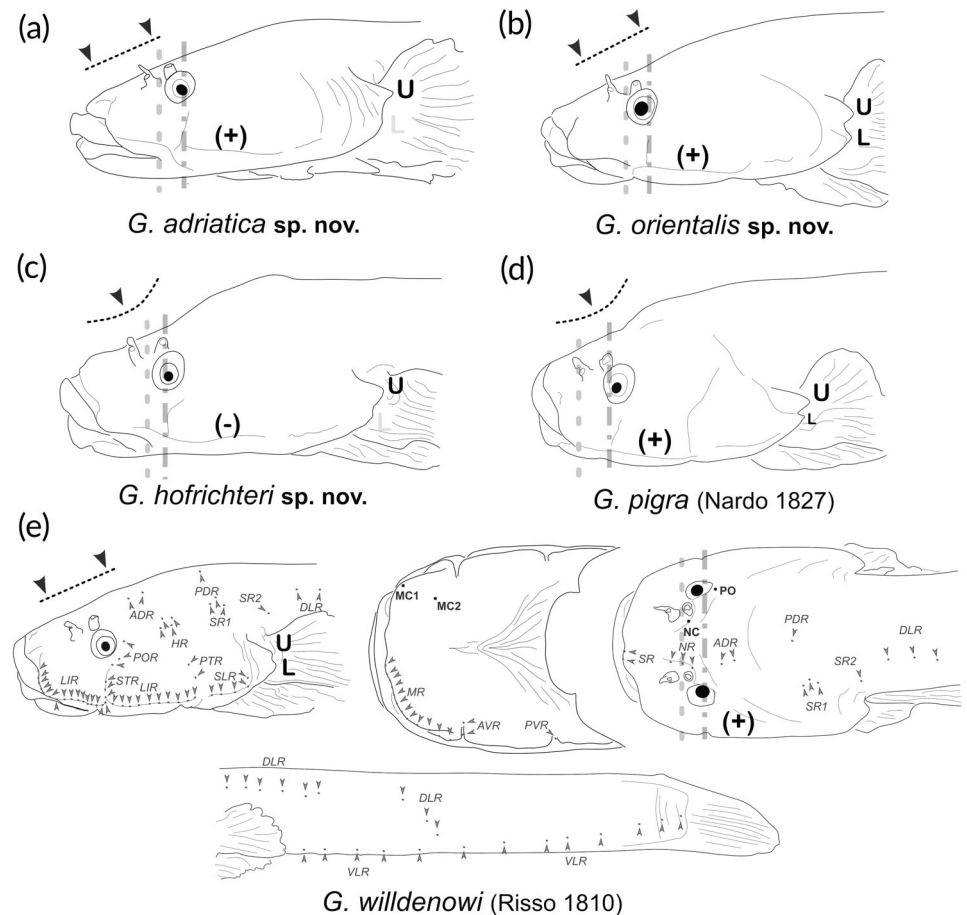 (a)
U
L
(+)
G. adriatica sp. nov.
(b)
U
L
(+)
G. orientalis sp. nov.
(c)
U
L
(-)
G. hofrichteri sp. nov.
(d)
U
L
(+)
G. pigra (Nardo 1827)
(e)
PDR
ADR
SR2
DLR
SR1
HR
POR
U
PTR
L
STR
SLR
LIR
LIR
MC1
MC2
MR
AVR
PVR
PO
NC
PDR
SR
NR
ADR
DLR
SR2
SR1
(+)
DLR
DLR
VLR
VLR
G. willdenowi (Risso 1810)